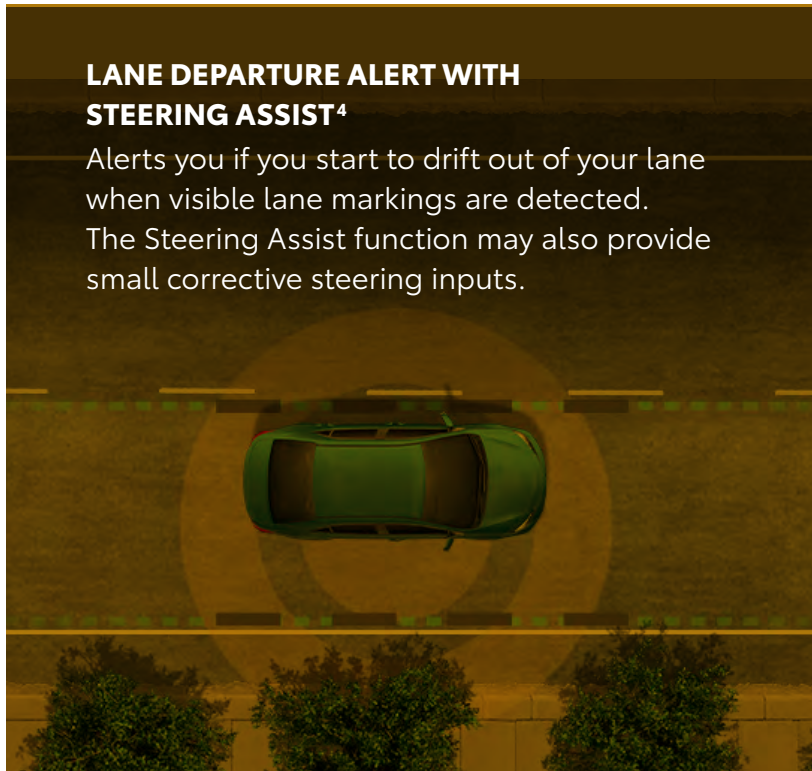 LANE DEPARTURE ALERT WITH
STEERING ASSIST⁴
Alerts you if you start to drift out of your lane
when visible lane markings are detected.
The Steering Assist function may also provide
small corrective steering inputs.